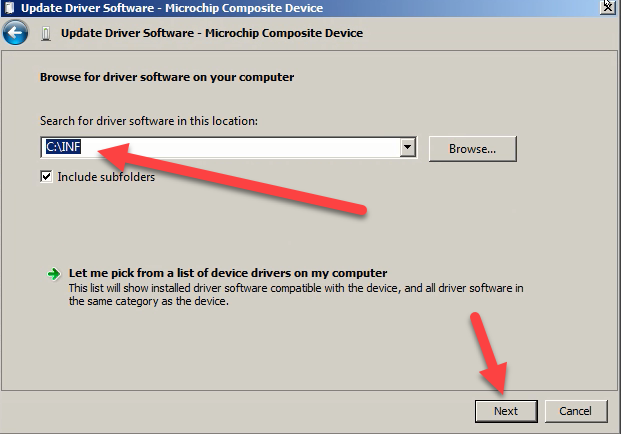 Update Driver Software - Microchip Composite Device
Update Driver Software - Microchip Composite Device
Browse for driver software on your computer
Search for driver software in this location:
C:\INF
Browse...
Include subfolders
Let me pick from a list of device drivers on my computer
This list will show installed driver software compatible with the device, and all driver software in
the same category as the device.
Next
Cancel